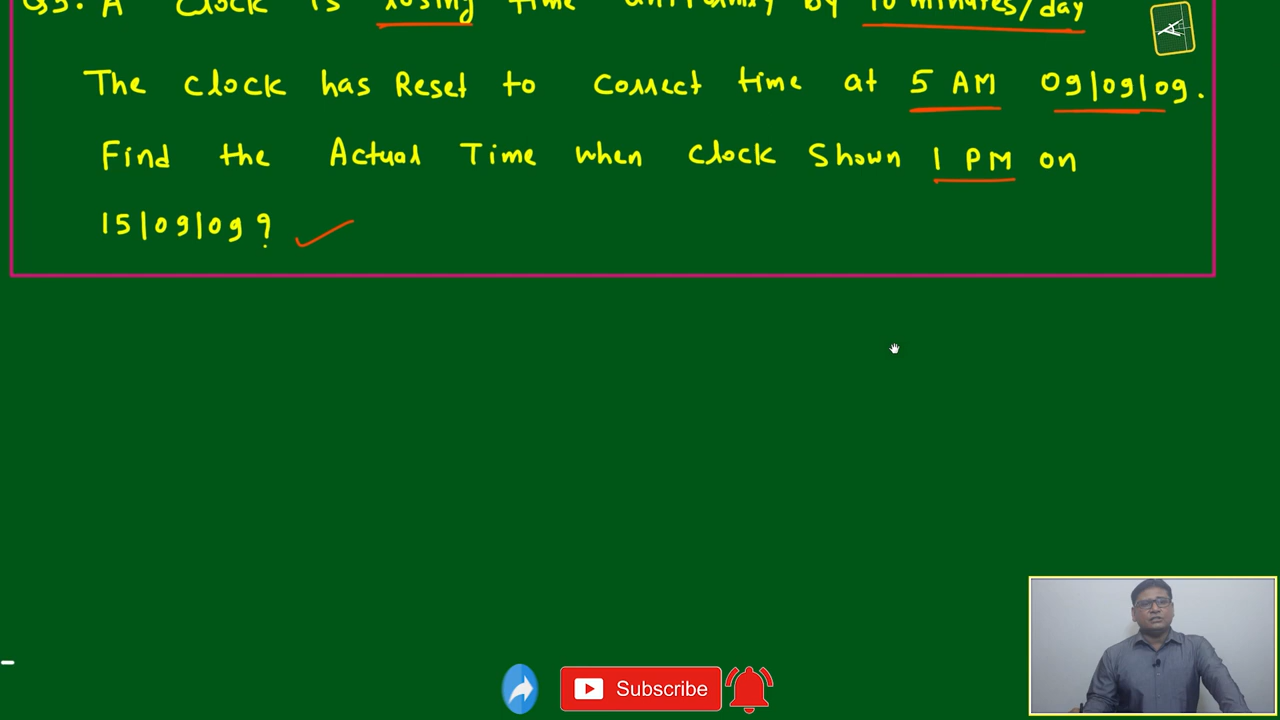 Q5. A Clock is losing time uniformly by 10 minutes/day
The clock has Reset to correct time at 5 AM 09|09|09.
Find the Actual Time when clock shown 1 PM on
15|09|09?
Subscribe